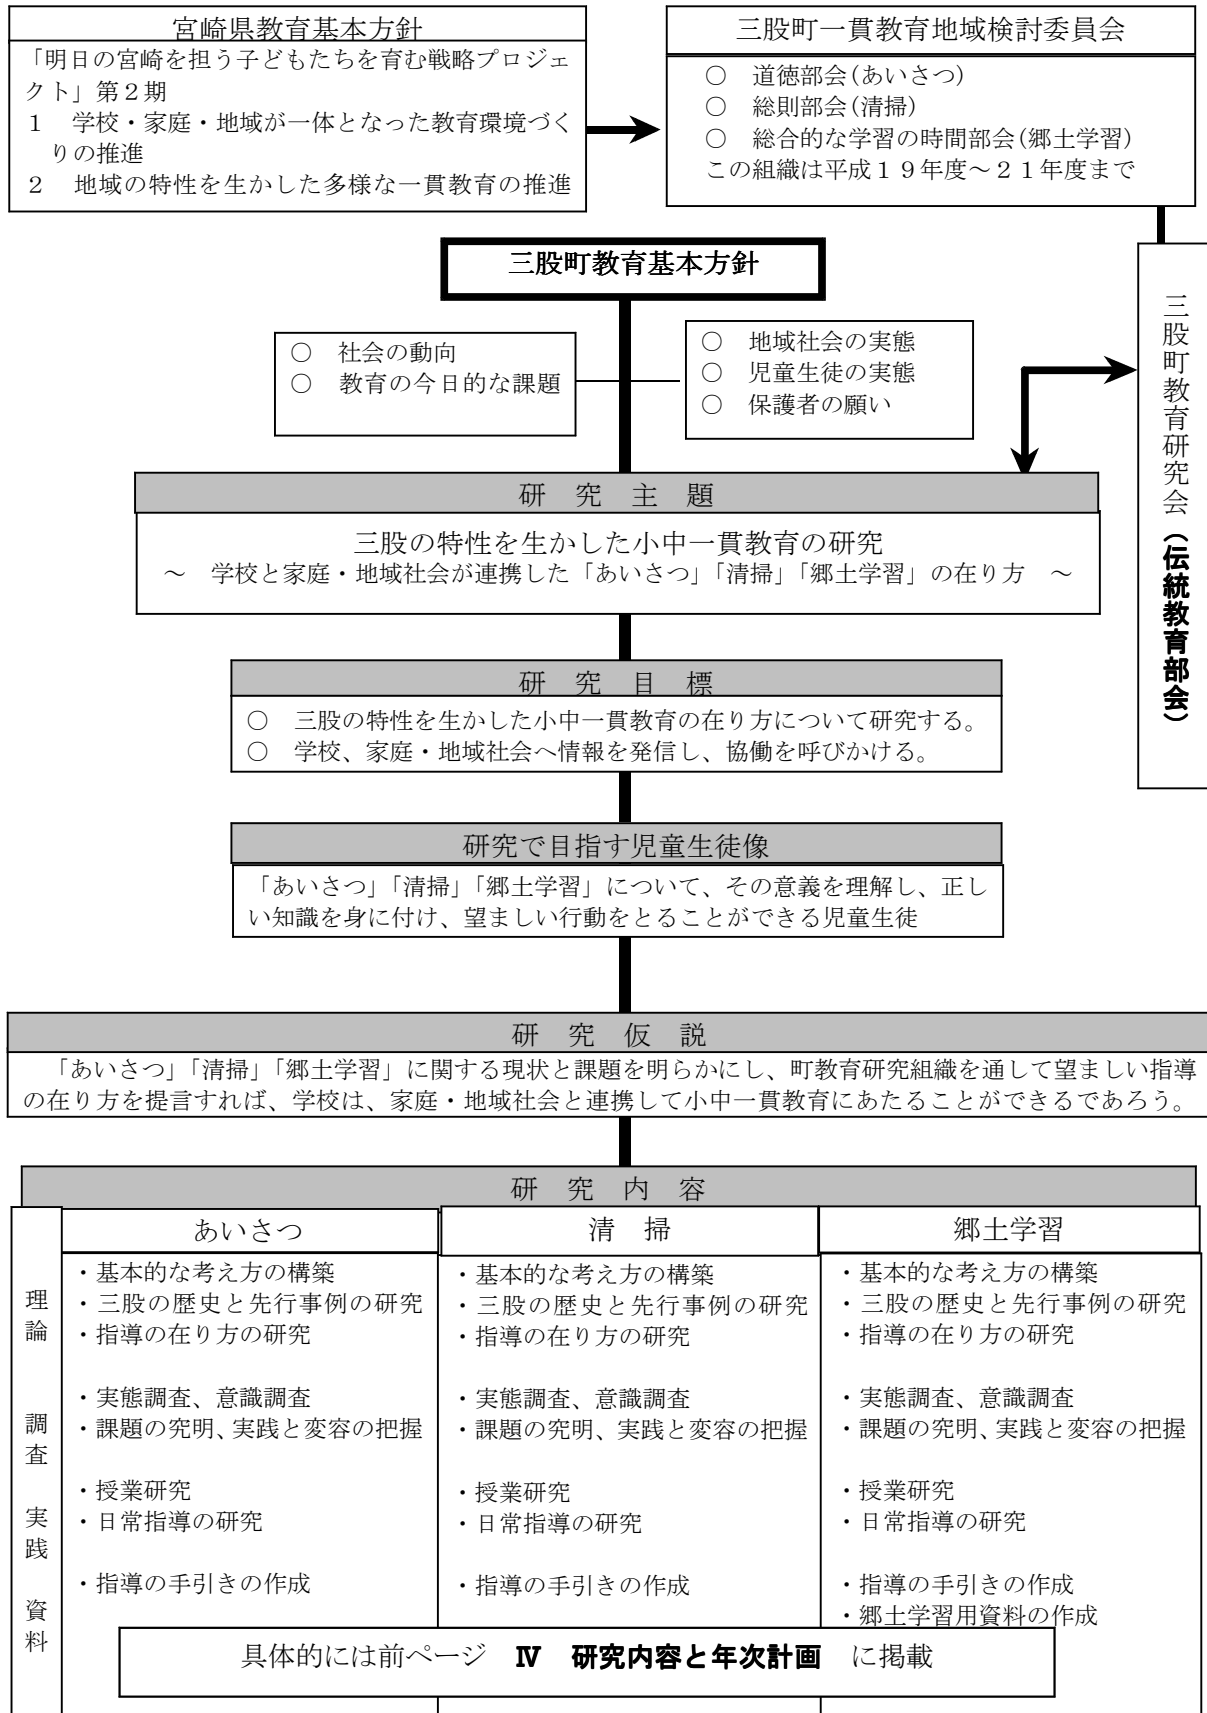 宮崎県教育基本方針
「明日の宮崎を担う子どもたちを育む戦略プロジェ
クト」第２期
１　学校・家庭・地域が一体となった教育環境づく
りの推進
２　地域の特性を生かした多様な一貫教育の推進
三股町一貫教育地域検討委員会
○　道徳部会(あいさつ)
○　総則部会(清掃)
○　総合的な学習の時間部会(郷土学習)
この組織は平成１９年度～２１年度まで
三股町教育基本方針
○　社会の動向
○　教育の今日的な課題
○　地域社会の実態
○　児童生徒の実態
○　保護者の願い
三股町教育研究会（伝統教育部会）
研　究　主　題
三股の特性を生かした小中一貫教育の研究
～　学校と家庭・地域社会が連携した「あいさつ」「清掃」「郷土学習」の在り方　～
研　究　目　標
○　三股の特性を生かした小中一貫教育の在り方について研究する。
○　学校、家庭・地域社会へ情報を発信し、協働を呼びかける。
研究で目指す児童生徒像
「あいさつ」「清掃」「郷土学習」について、その意義を理解し、正し
い知識を身に付け、望ましい行動をとることができる児童生徒
研　究　仮　説
「あいさつ」「清掃」「郷土学習」に関する現状と課題を明らかにし、町教育研究組織を通して望ましい指導
の在り方を提言すれば、学校は、家庭・地域社会と連携して小中一貫教育にあたることができるであろう。
研　究　内　容
理論
調査
実践
資料
あいさつ
・基本的な考え方の構築
・三股の歴史と先行事例の研究
・指導の在り方の研究
・実態調査、意識調査
・課題の究明、実践と変容の把握
・授業研究
・日常指導の研究
・指導の手引きの作成
清　掃
・基本的な考え方の構築
・三股の歴史と先行事例の研究
・指導の在り方の研究
・実態調査、意識調査
・課題の究明、実践と変容の把握
・授業研究
・日常指導の研究
・指導の手引きの作成
郷土学習
・基本的な考え方の構築
・三股の歴史と先行事例の研究
・指導の在り方の研究
・実態調査、意識調査
・課題の究明、実践と変容の把握
・授業研究
・日常指導の研究
・指導の手引きの作成
・郷土学習用資料の作成
具体的には前ページ　Ⅳ　研究内容と年次計画　に掲載